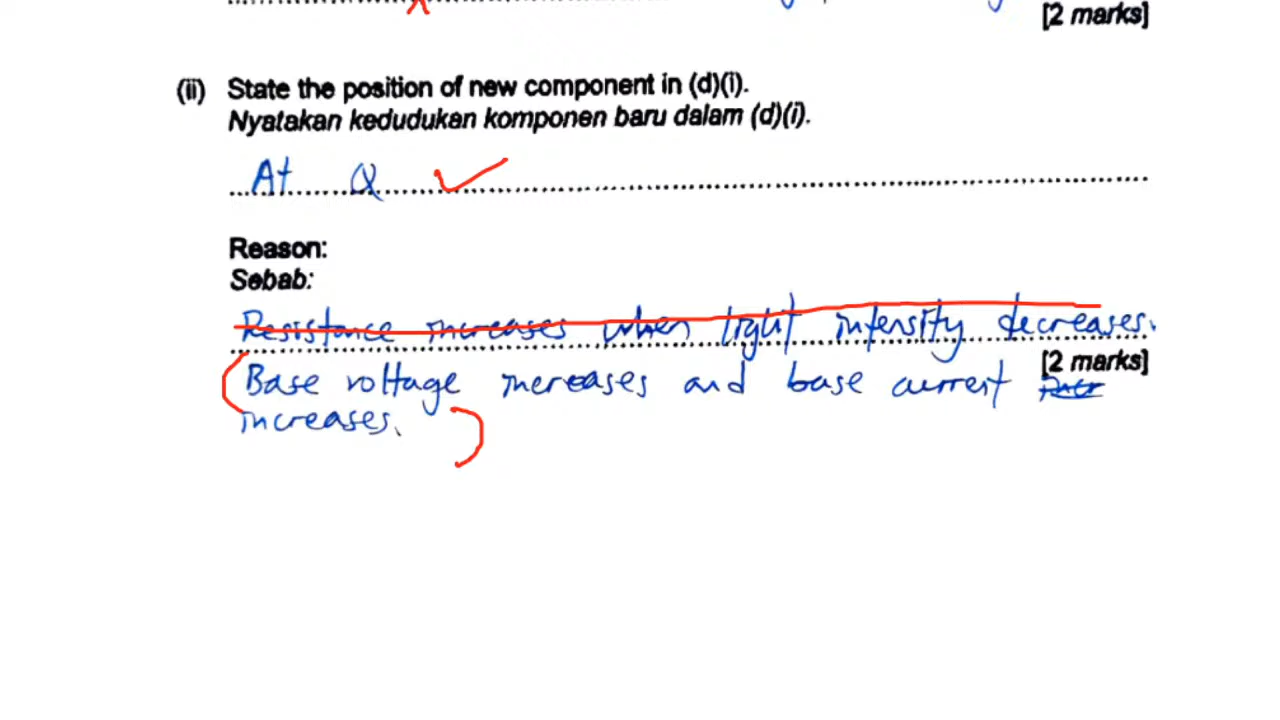 [2 marks]
(ii) State the position of new component in (d)(i).
Nyatakan kedudukan komponen baru dalam (d)(i).
At Q
Reason:
Sebab:
Resistance increases when light intensity decreases.
[2 marks]
Base voltage increases and base current
increases.